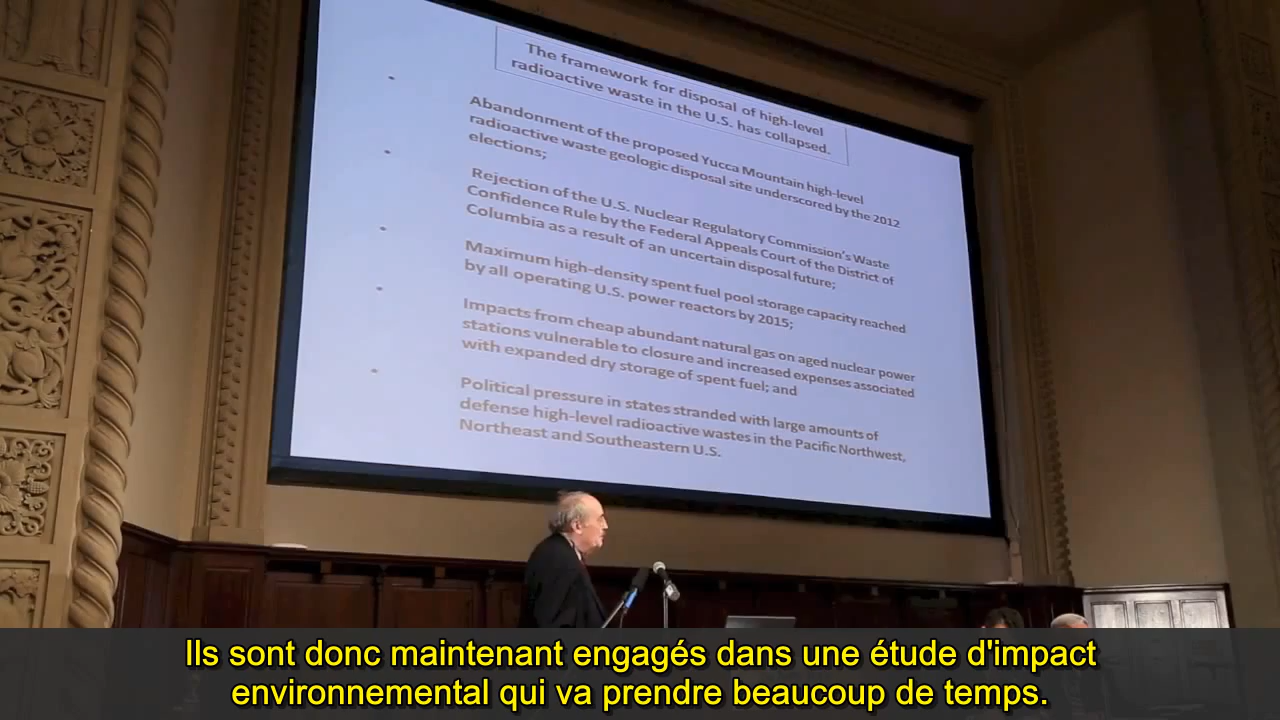 The framework for disposal of high-level
radioactive waste in the U.S. has collapsed.
• Abandonment of the proposed Yucca Mountain high-level
radioactive waste geologic disposal site underscored by the 2012
elections;
• Rejection of the U.S. Nuclear Regulatory Commission's Waste
Confidence Rule by the Federal Appeals Court of the District of
Columbia as a result of an uncertain disposal future;
• Maximum high-density spent fuel pool storage capacity reached
by all operating U.S. power reactors by 2015;
• Impacts from cheap abundant natural gas on aged nuclear power
stations vulnerable to closure and increased expenses associated
with expanded dry storage of spent fuel; and
• Political pressure in states stranded with large amounts of
defense high-level radioactive wastes in the Pacific Northwest,
Northeast and Southeastern U.S.
Ils sont donc maintenant engagés dans une étude d'impact
environnemental qui va prendre beaucoup de temps.